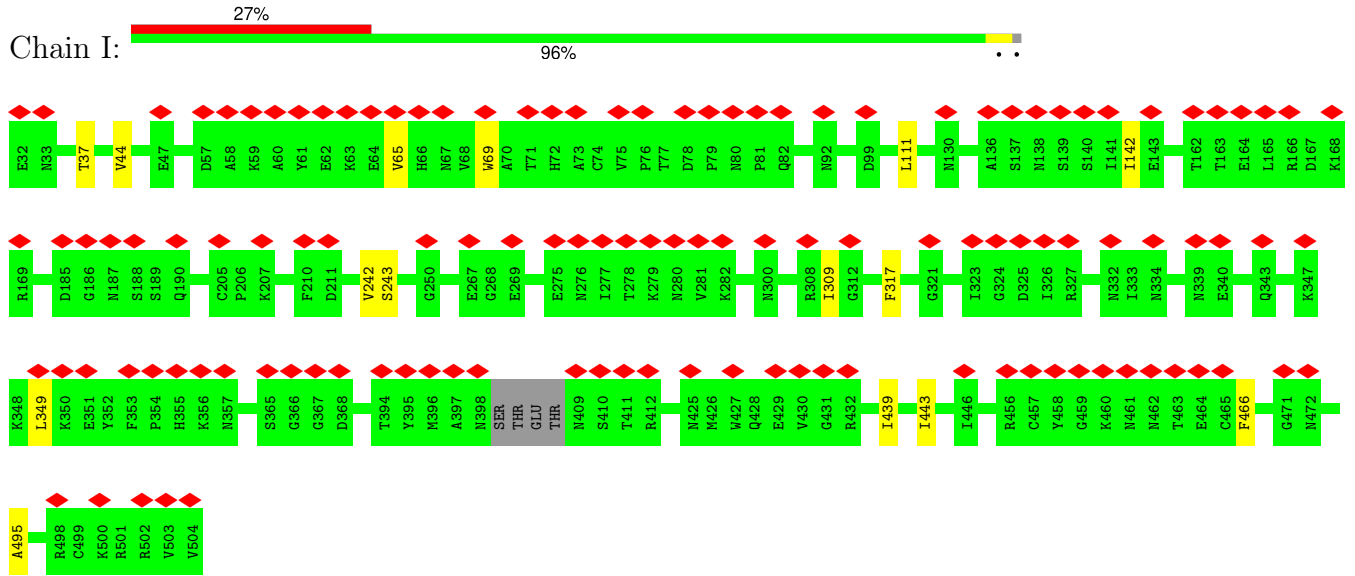 27%
Chain I:
96%
. .
E32 N33 T37 V44 E47 D57 A58 K59 A60 Y61 E62 K63 E64 V65 H66 N67 V68 W69 A70 T71 H72 A73 C74 V75 P76 T77 D78 P79 N80 P81 Q82 N92 D99 L111 N130 A136 S137 N138 S139 S140 I141 I142 E143 T162 T163 E164 L165 R166 D167 K168
R169 D185 G186 N187 S188 S189 Q190 C205 P206 K207 F210 D211 V242 S243 G250 E267 G268 E269 E275 N276 I277 T278 K279 N280 V281 K282 N300 R308 I309 G312 F317 G321 I323 G324 D325 I326 R327 N332 I333 N334 N339 E340 Q343 K347
K348 L349 K350 E351 Y352 F353 P354 H355 K356 N357 S365 G366 G367 D368 T394 Y395 M396 A397 N398 SER THR GLU THR N409 S410 T411 R412 N425 M426 W427 Q428 E429 V430 G431 R432 I439 I443 I446 R456 C457 Y458 G459 K460 N461 N462 T463 E464 C465 F466 G471 N472
A495 R498 C499 K500 R501 R502 V503 V504